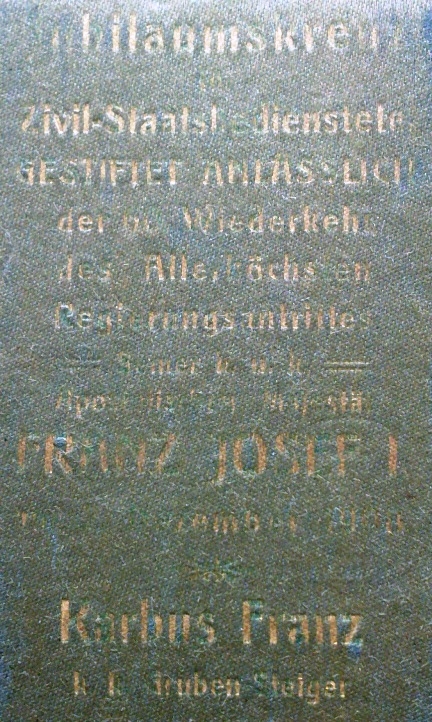 Jubiläumskreuz
für
Zivil-Staatsbedienstete
GESTIFTET ANLÄSSLICH
der 60. Wiederkehr
des Allerhöchsten
Regierungsantrittes
Seiner k. u. k.
Apostolischen Majestät
FRANZ JOSEF I.
Dezember 1908
Karbus Franz
k. k. Gruben Steiger